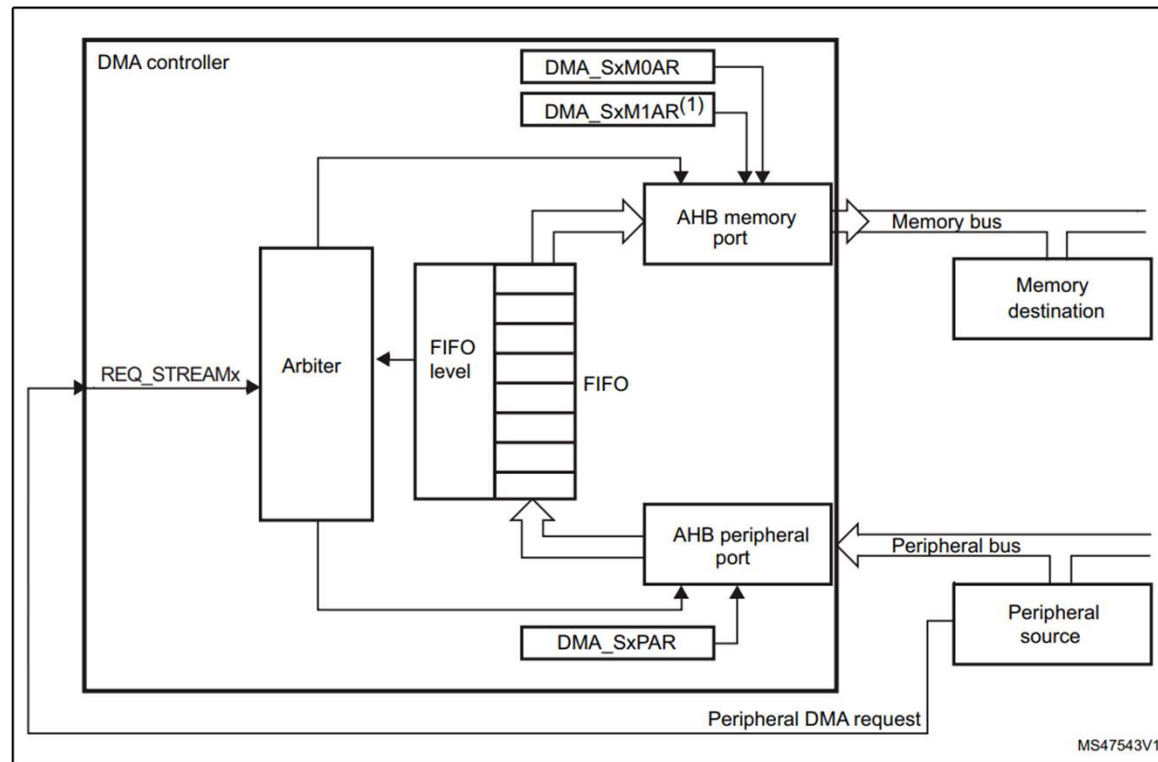 DMA controller
DMA_SxM0AR
DMA_SxM1AR(1)
AHB memory
port
Memory bus
Memory
destination
REQ_STREAMx
Arbiter
FIFO
level
FIFO
AHB peripheral
port
Peripheral bus
Peripheral
source
DMA_SxPAR
Peripheral DMA request
MS47543V1